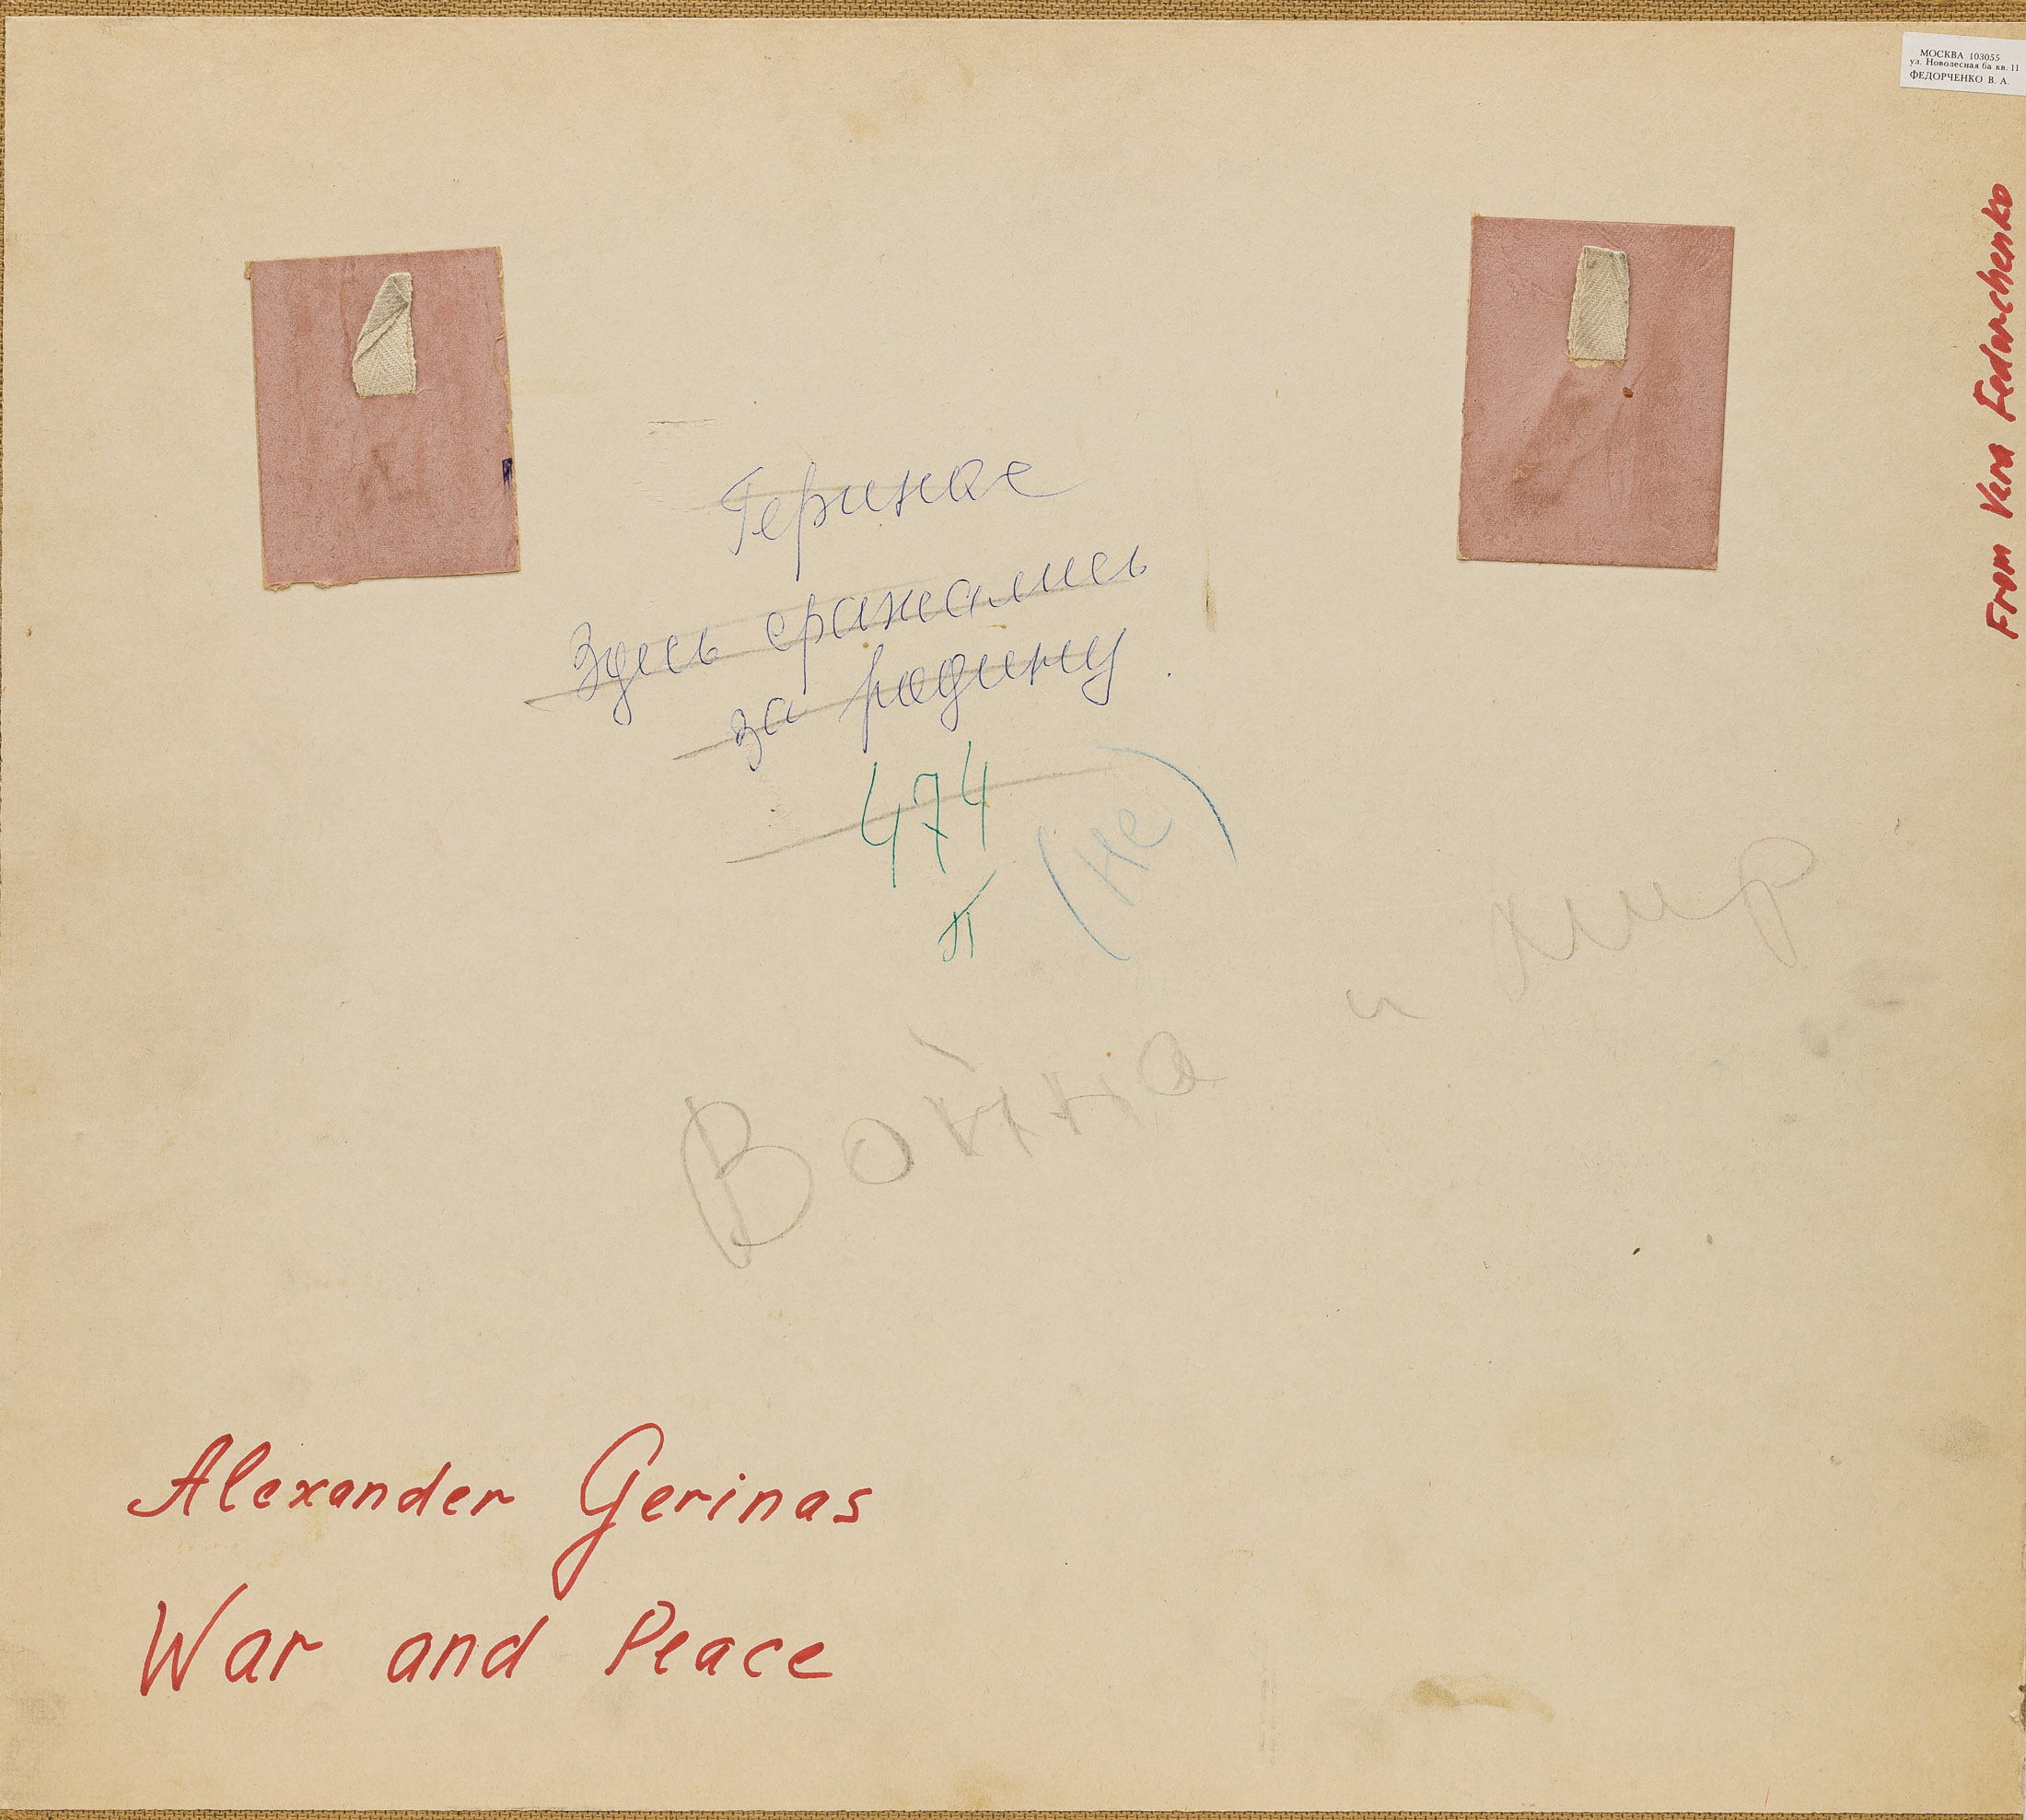 МОСКВА 103055
ул. Новолесная 6а кв. 11
ФЕДОРЧЕНКО В. А.
From Vera Fedorchenko
Геринас
Здесь сражались
за родину.
474
П
(не)
Война и мир
Alexander Gerinas
War and Peace